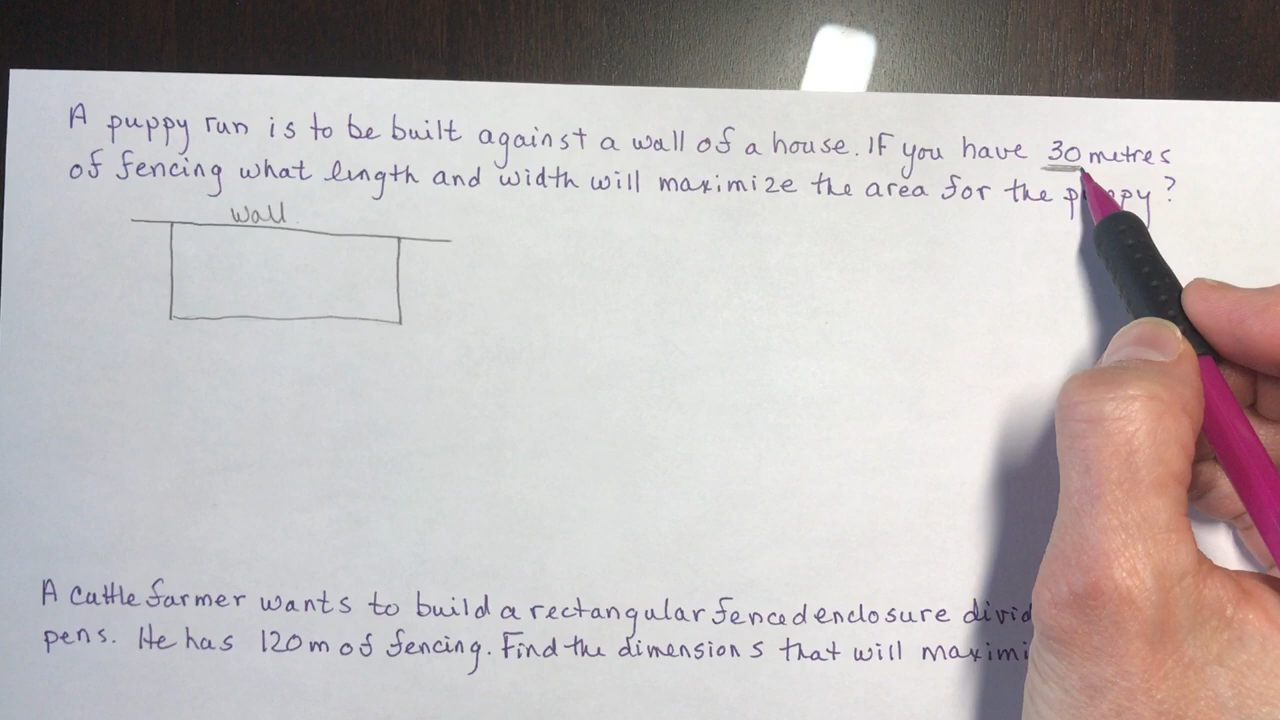 A puppy run is to be built against a wall of a house. If you have 30 metres
of fencing what length and width will maximize the area for the puppy?
wall
A cattle farmer wants to build a rectangular fenced enclosure
pens. He has 120m of fencing. Find the dimensions that will